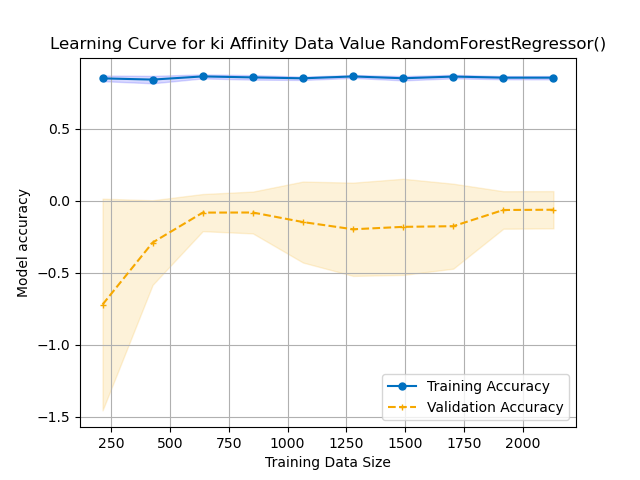 Learning Curve for ki Affinity Data Value RandomForestRegressor()
Model accuracy
0.5
0.0
−0.5
−1.0
−1.5
250 500 750 1000 1250 1500 1750 2000
Training Data Size
Training Accuracy
Validation Accuracy